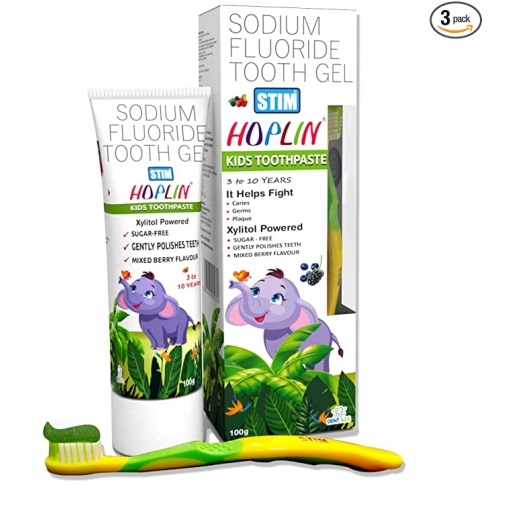 3
pack
SODIUM
FLUORIDE
TOOTH GEL
STIM
HOPLIN®
KIDS TOOTHPASTE
Xylitol Powered
SUGAR-FREE
GENTLY POLISHES TEETH
MIXED BERRY FLAVOUR
3 to
10 YEARS
100g
SODIUM
FLUORIDE
TOOTH GEL
STIM
HOPLIN®
KIDS TOOTHPASTE
3 to 10 YEARS
It Helps Fight
• Caries
• Germs
• Plaque
Xylitol Powered
• SUGAR - FREE
• GENTLY POLISHES TEETH
• MIXED BERRY FLAVOUR
100g
STIM